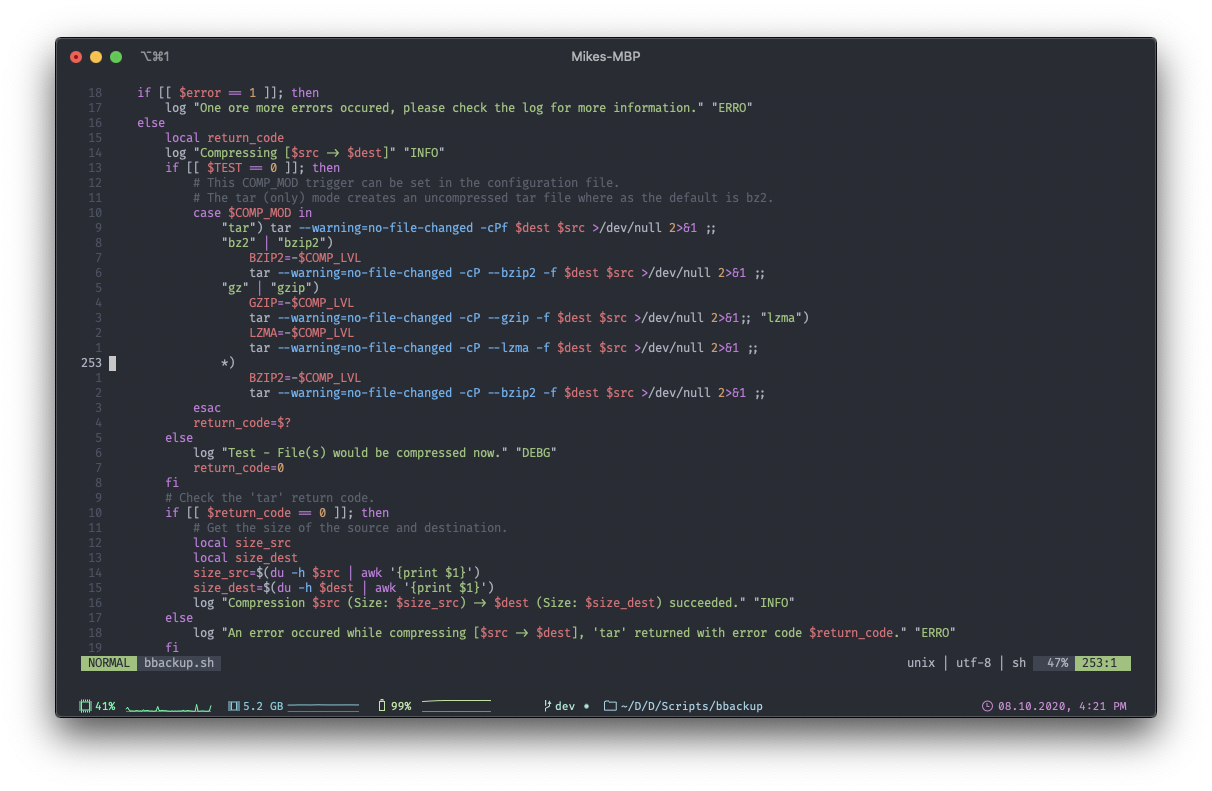 ⌥⌘1 Mikes-MBP
18 if [[ $error == 1 ]]; then
17 log "One ore more errors occured, please check the log for more information." "ERRO"
16 else
15 local return_code
14 log "Compressing [$src -> $dest]" "INFO"
13 if [[ $TEST == 0 ]]; then
12 # This COMP_MOD trigger can be set in the configuration file.
11 # The tar (only) mode creates an uncompressed tar file where as the default is bz2.
10 case $COMP_MOD in
9 "tar") tar --warning=no-file-changed -cPf $dest $src >/dev/null 2>&1 ;;
8 "bz2" | "bzip2")
7 BZIP2=-$COMP_LVL
6 tar --warning=no-file-changed -cP --bzip2 -f $dest $src >/dev/null 2>&1 ;;
5 "gz" | "gzip")
4 GZIP=-$COMP_LVL
3 tar --warning=no-file-changed -cP --gzip -f $dest $src >/dev/null 2>&1;; "lzma")
2 LZMA=-$COMP_LVL
1 tar --warning=no-file-changed -cP --lzma -f $dest $src >/dev/null 2>&1 ;;
253 *)
1 BZIP2=-$COMP_LVL
2 tar --warning=no-file-changed -cP --bzip2 -f $dest $src >/dev/null 2>&1 ;;
3 esac
4 return_code=$?
5 else
6 log "Test - File(s) would be compressed now." "DEBG"
7 return_code=0
8 fi
9 # Check the 'tar' return code.
10 if [[ $return_code == 0 ]]; then
11 # Get the size of the source and destination.
12 local size_src
13 local size_dest
14 size_src=$(du -h $src | awk '{print $1}')
15 size_dest=$(du -h $dest | awk '{print $1}')
16 log "Compression $src (Size: $size_src) -> $dest (Size: $size_dest) succeeded." "INFO"
17 else
18 log "An error occured while compressing [$src -> $dest], 'tar' returned with error code $return_code." "ERRO"
19 fi
NORMAL bbackup.sh unix | utf-8 | sh 47% 253:1
41% 5.2 GB 99% dev • ~/D/D/Scripts/bbackup 08.10.2020, 4:21 PM